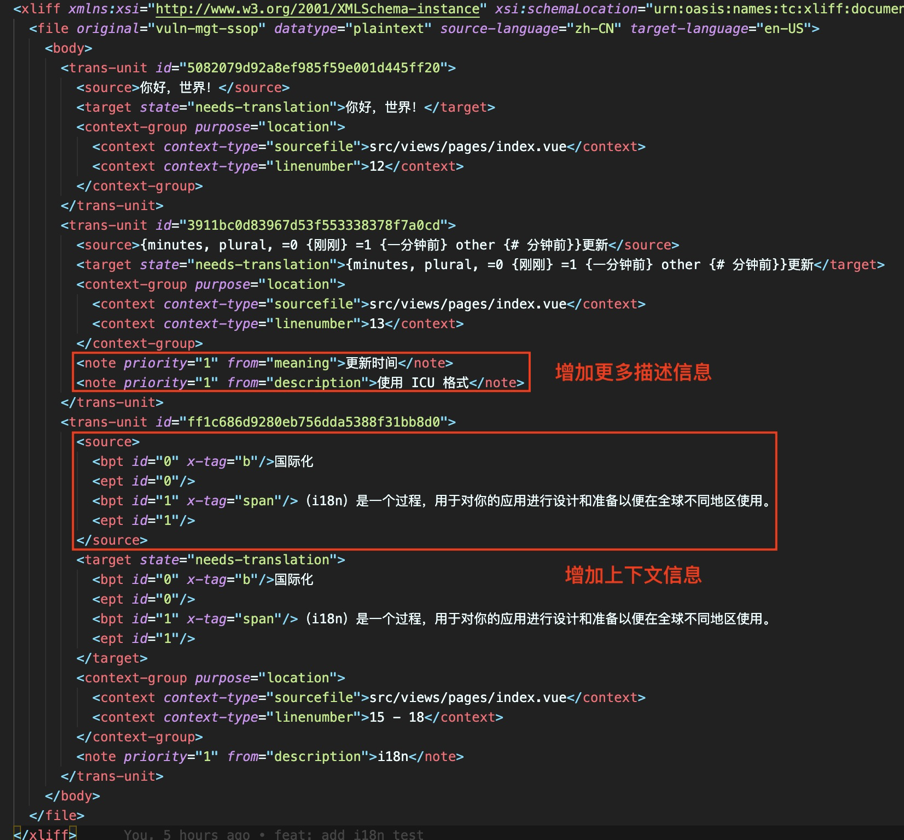 <xliff xmlns:xsi="http://www.w3.org/2001/XMLSchema-instance" xsi:schemaLocation="urn:oasis:names:tc:xliff:documen
<file original="vuln-mgt-ssop" datatype="plaintext" source-language="zh-CN" target-language="en-US">
<body>
<trans-unit id="5082079d92a8ef985f59e001d445ff20">
<source>你好，世界！</source>
<target state="needs-translation">你好，世界！</target>
<context-group purpose="location">
<context context-type="sourcefile">src/views/pages/index.vue</context>
<context context-type="linenumber">12</context>
</context-group>
</trans-unit>
<trans-unit id="3911bc0d83967d53f553338378f7a0cd">
<source>{minutes, plural, =0 {刚刚} =1 {一分钟前} other {# 分钟前}}更新</source>
<target state="needs-translation">{minutes, plural, =0 {刚刚} =1 {一分钟前} other {# 分钟前}}更新</target>
<context-group purpose="location">
<context context-type="sourcefile">src/views/pages/index.vue</context>
<context context-type="linenumber">13</context>
</context-group>
<note priority="1" from="meaning">更新时间</note>
增加更多描述信息
<note priority="1" from="description">使用 ICU 格式</note>
</trans-unit>
<trans-unit id="ff1c686d9280eb756dda5388f31bb8d0">
<source>
<bpt id="0" x-tag="b"/>国际化
<ept id="0"/>
<bpt id="1" x-tag="span"/>（i18n）是一个过程，用于对你的应用进行设计和准备以便在全球不同地区使用。
<ept id="1"/>
</source>
<target state="needs-translation">
增加上下文信息
<bpt id="0" x-tag="b"/>国际化
<ept id="0"/>
<bpt id="1" x-tag="span"/>（i18n）是一个过程，用于对你的应用进行设计和准备以便在全球不同地区使用。
<ept id="1"/>
</target>
<context-group purpose="location">
<context context-type="sourcefile">src/views/pages/index.vue</context>
<context context-type="linenumber">15 - 18</context>
</context-group>
<note priority="1" from="description">i18n</note>
</trans-unit>
</body>
</file>
</xliff> You, 5 hours ago • feat: add i18n test